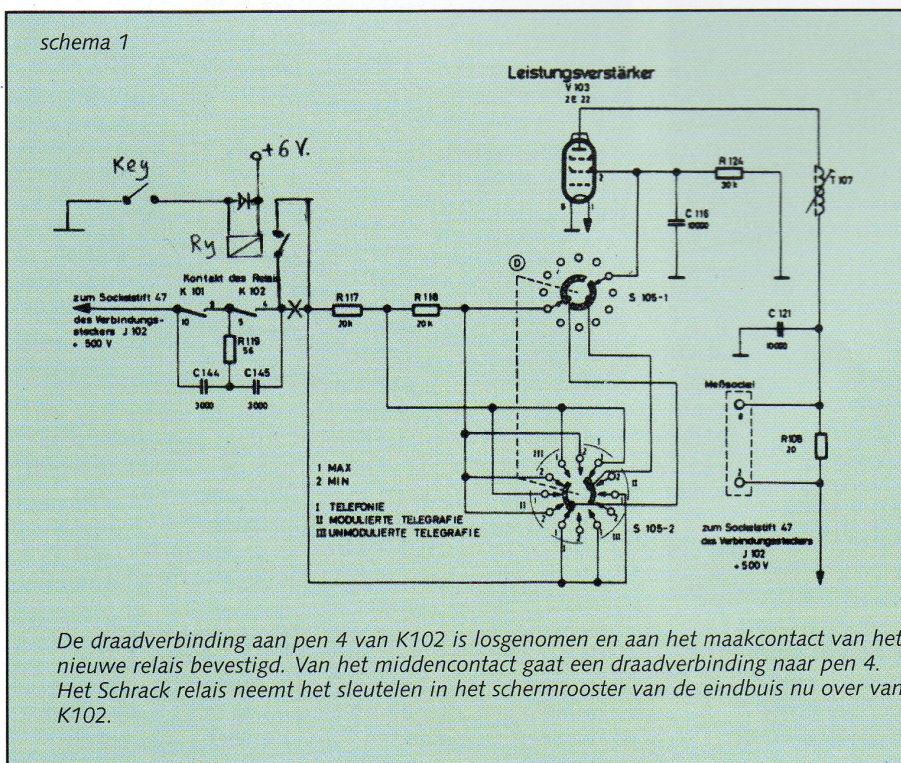 schema 1
Leistungsverstärker
V 103
2E 22
+6 V.
Key
Ry
R 124
30 k
T 107
C 116
10000
Kontakt des Relais
K 101
K 102
zum Sockelstift 47
des Verbindungs-
steckers J 102
+ 500 V
R119
56
C144
3000
C145
3000
R 117
20k
R 118
20k
D
S 105-1
C 121
10000
Meßsockel
R108
20
1 MAX
2 MIN
I TELEFONIE
II MODULIERTE TELEGRAFIE
III UNMODULIERTE TELEGRAFIE
S 105-2
zum Sockelstift 47
des Verbindungssteckers
J 102
+ 500 V
De draadverbinding aan pen 4 van K102 is losgenomen en aan het maakcontact van het
nieuwe relais bevestigd. Van het middencontact gaat een draadverbinding naar pen 4.
Het Schrack relais neemt het sleutelen in het schermrooster van de eindbuis nu over van
K102.